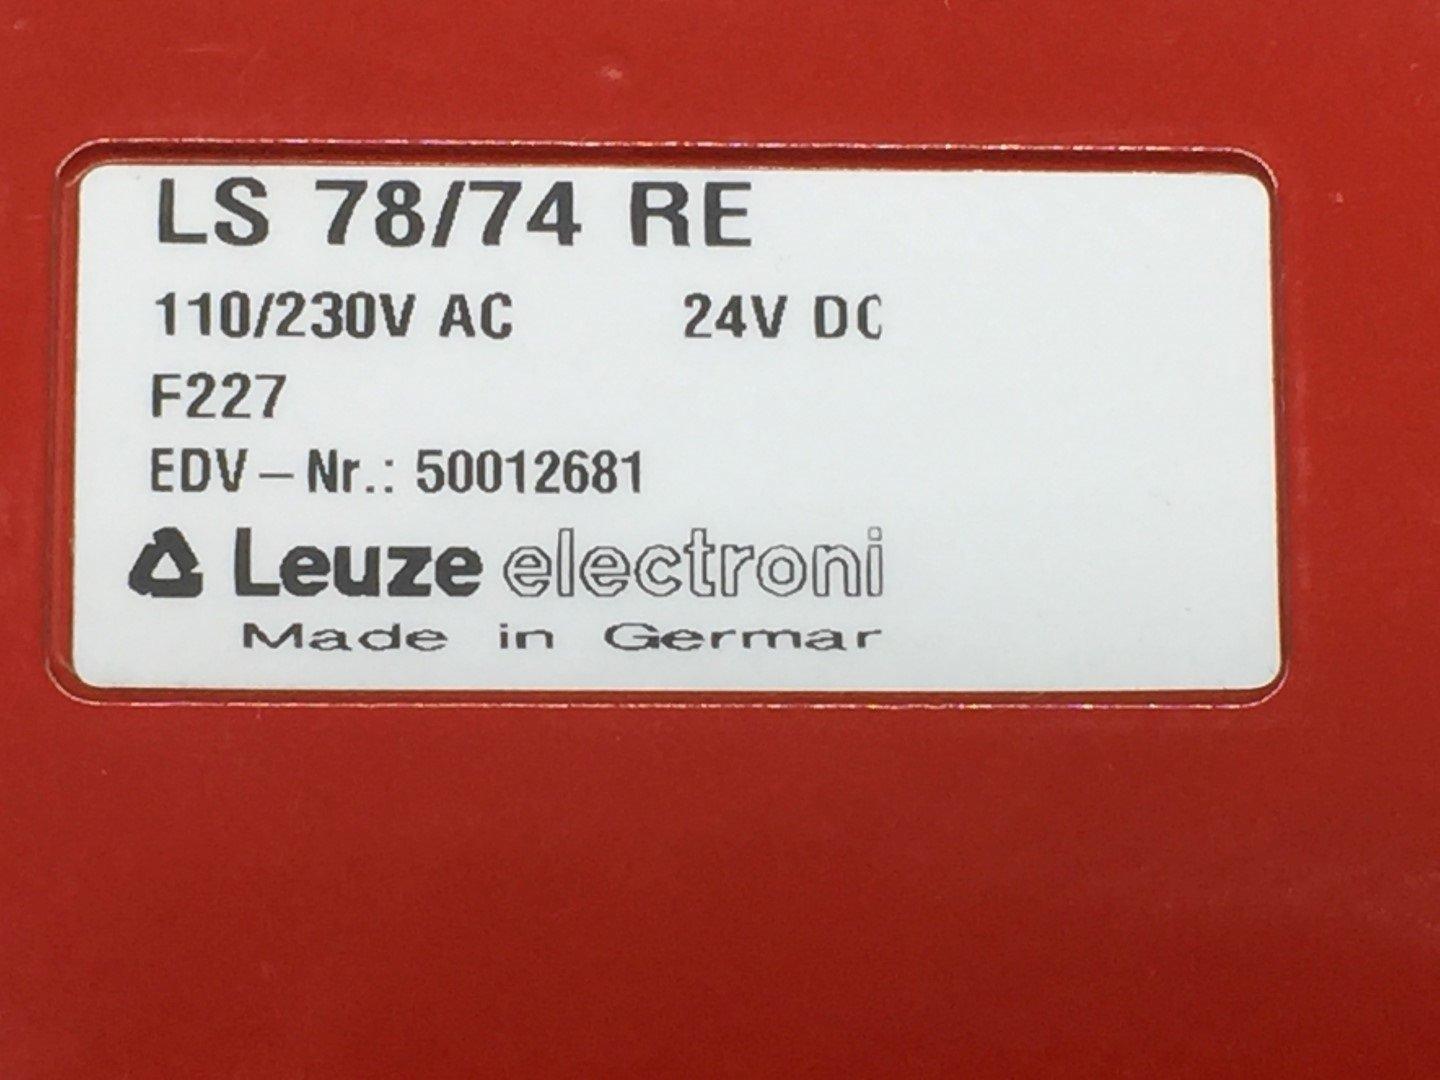 LS 78/74 RE
110/230V AC 24V DC
F227
EDV-Nr.: 50012681
Leuze electroni
Made in Germar